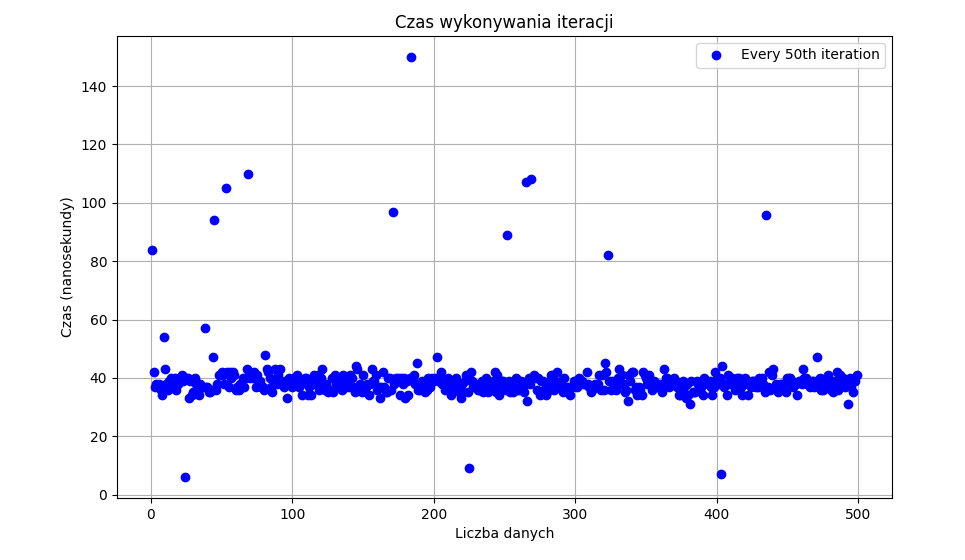 Czas wykonywania iteracji
Every 50th iteration
Czas (nanosekundy)
140
120
100
80
60
40
20
0
0 100 200 300 400 500
Liczba danych